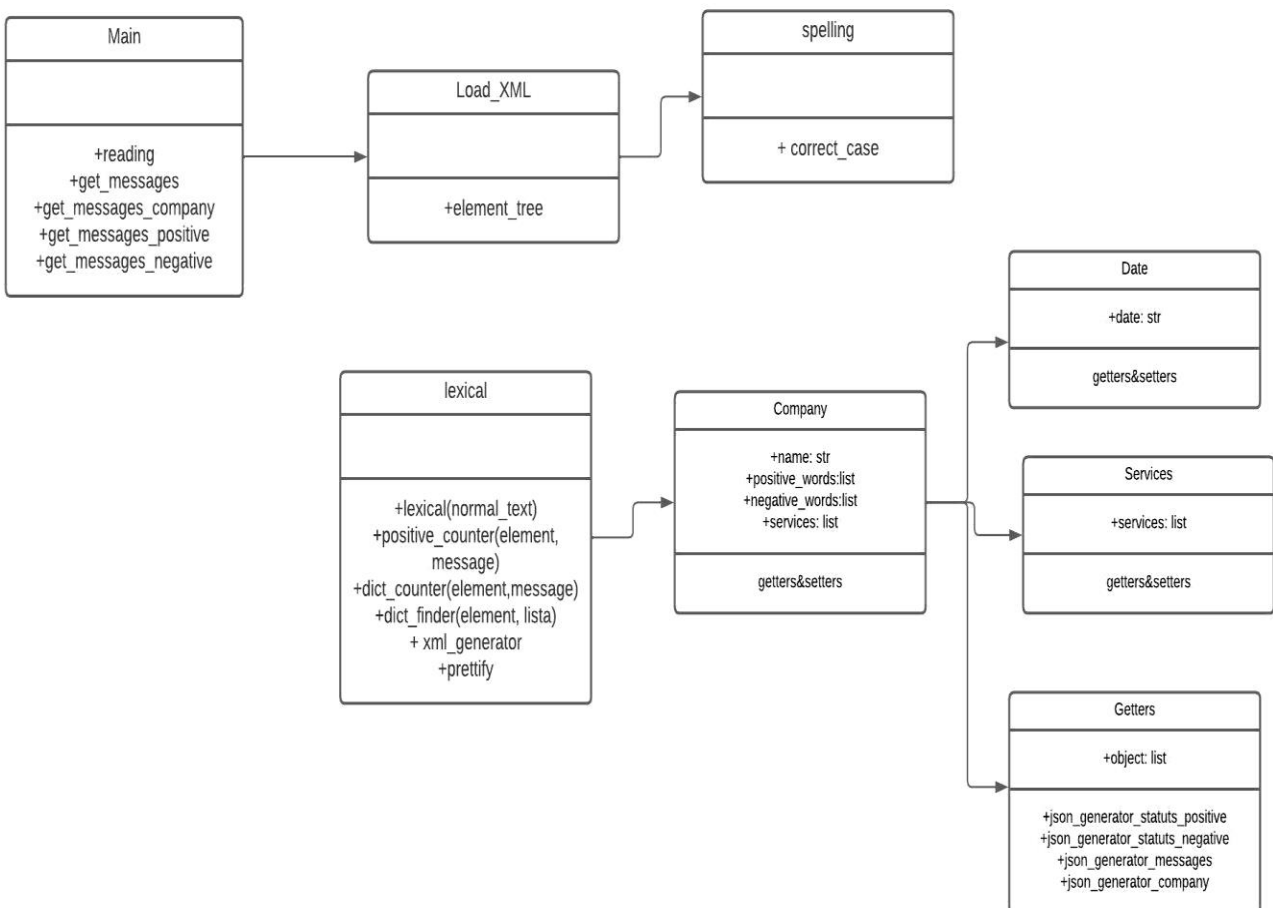 Main
+reading
+get_messages
+get_messages_company
+get_messages_positive
+get_messages_negative
Load_XML
+element_tree
spelling
+ correct_case
lexical
+lexical(normal_text)
+positive_counter(element,
message)
+dict_counter(element,message)
+dict_finder(element, lista)
+ xml_generator
+prettify
Company
+name: str
+positive_words:list
+negative_words:list
+services: list
getters&setters
Date
+date: str
getters&setters
Services
+services: list
getters&setters
Getters
+object: list
+json_generator_statuts_positive
+json_generator_statuts_negative
+json_generator_messages
+json_generator_company